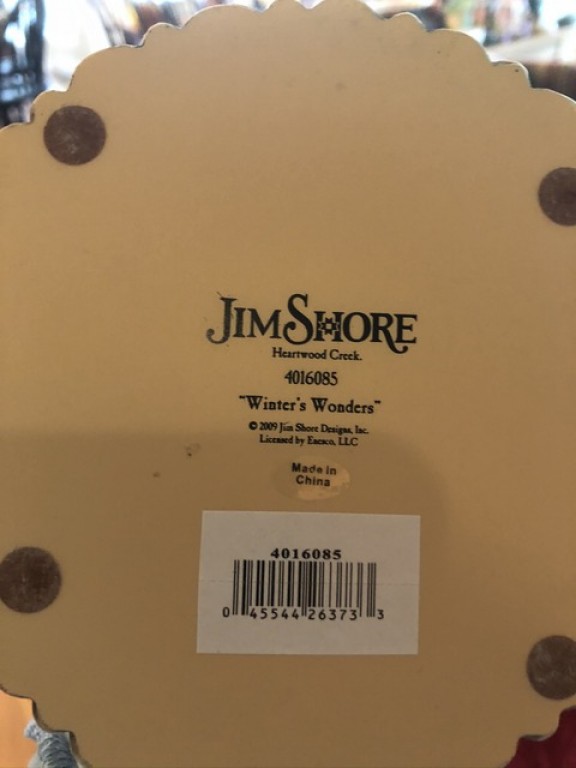 JIM SHORE
Heartwood Creek.
4016085
"Winter's Wonders"
© 2009 Jim Shore Designs, Inc.
Licensed by Enesco, LLC
Made in
China
4016085
0 45544 26373 3